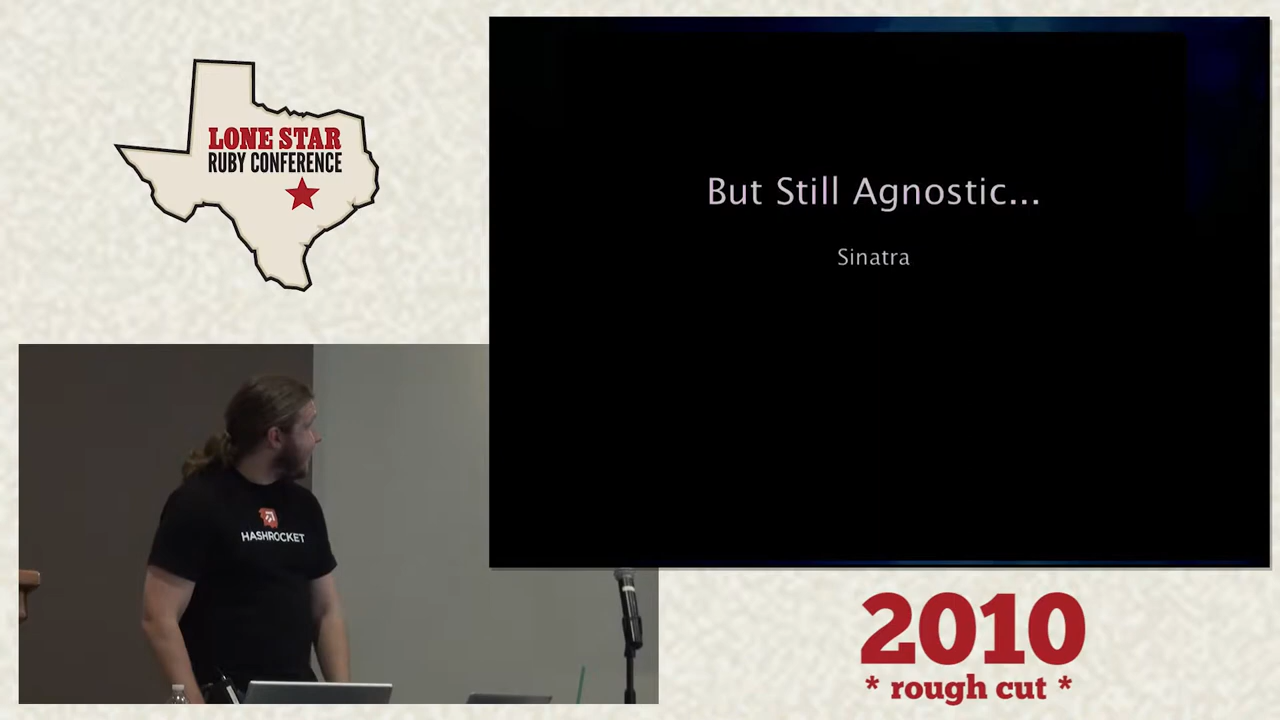 LONE STAR
RUBY CONFERENCE
But Still Agnostic...
Sinatra
HASHROCKET
2010
* rough cut *